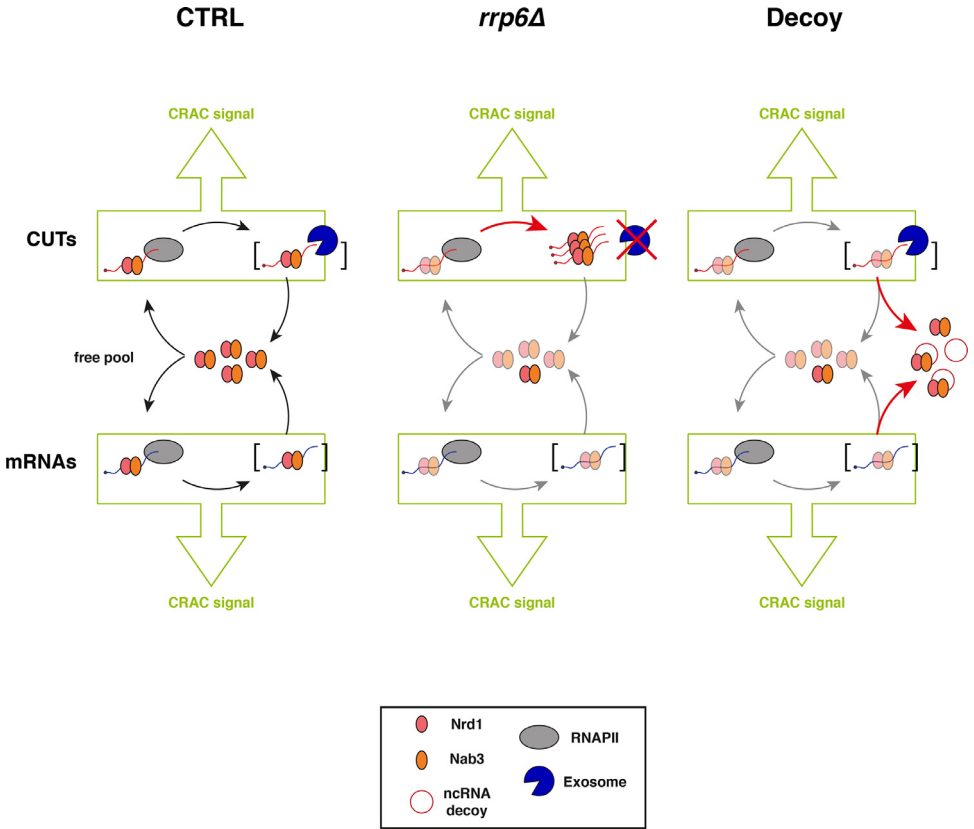 CTRL
rrp6Δ
Decoy
CRAC signal
CRAC signal
CRAC signal
CUTs
[ ]
[ ]
free pool
mRNAs
[ ]
[ ]
[ ]
CRAC signal
CRAC signal
CRAC signal
Nrd1
RNAPII
Nab3
Exosome
ncRNA
decoy